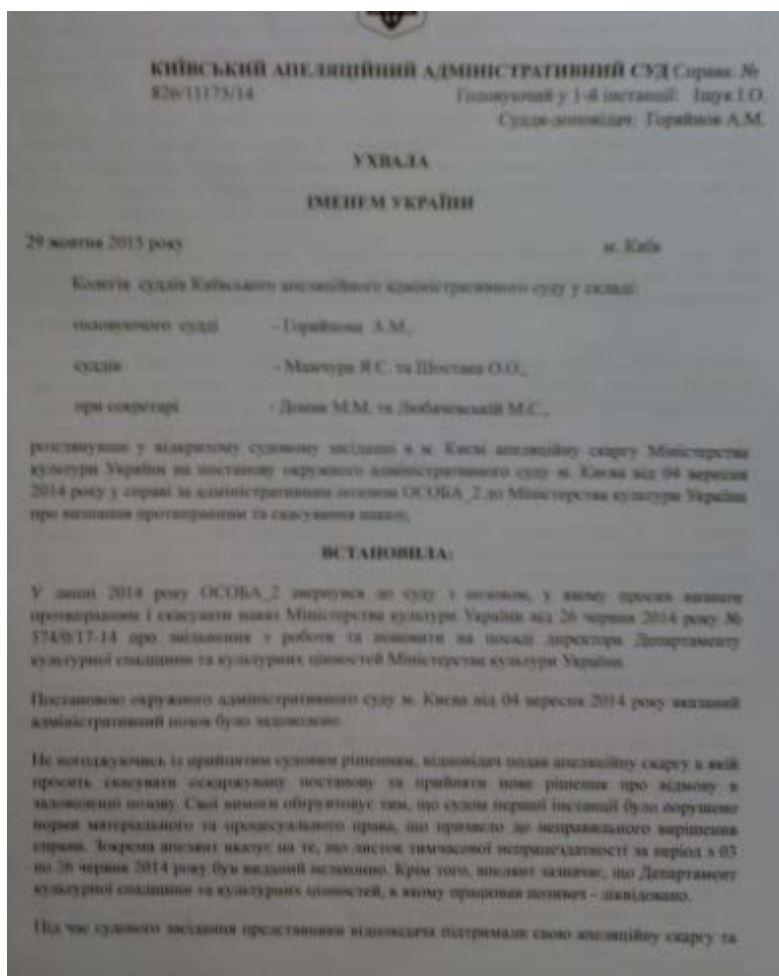 КИЇВСЬКИЙ АПЕЛЯЦІЙНИЙ АДМІНІСТРАТИВНИЙ СУД Справа: №
826/11175/14 Головуючий у 1-й інстанції: Іщук І.О.
Суддя-доповідач: Горяйнов А.М.
УХВАЛА
ІМЕНЕМ УКРАЇНИ
29 жовтня 2015 року м. Київ
Колегія суддів Київського апеляційного адміністративного суду у складі:
головуючого судді - Горяйнова А.М.,
суддів - Мамчура Я.С. та Шостака О.О.,
при секретарі - М.М. та Любачевській М.С.,
розглянувши у відкритому судовому засіданні в м. Києві апеляційну скаргу Міністерства
культури України на постанову окружного адміністративного суду м. Києва від 04 вересня
2014 року у справі за адміністративним позовом ОСОБА_2 до Міністерства культури України
про визнання протиправним та скасування наказу,
ВСТАНОВИЛА:
У липні 2014 року ОСОБА_2 звернувся до суду з позовом, у якому просив визнати
протиправним і скасувати наказ Міністерства культури України від 26 червня 2014 року №
374/0/17-14 про звільнення з роботи та поновити на посаді директора Департаменту
культурної спадщини та культурних цінностей Міністерства культури України.
Постановою окружного адміністративного суду м. Києва від 04 вересня 2014 року вказаний
адміністративний позов було задоволено.
Не погоджуючись із прийнятим судовим рішенням, відповідач подав апеляційну скаргу в якій
просить скасувати оскаржувану постанову та прийняти нове рішення про відмову в
задоволенні позову. Свої вимоги обґрунтовує тим, що судом першої інстанції було порушено
норми матеріального та процесуального права, що призвело до неправильного вирішення
справи. Зокрема апелянт вказує на те, що листок тимчасової непрацездатності за період з 03
по 26 червня 2014 року був виданий незаконно. Крім того, апелянт зазначає, що Департамент
культурної спадщини та культурних цінностей, в якому працював позивач - ліквідовано.
Під час судового засідання представники відповідача підтримали свою апеляційну скаргу та